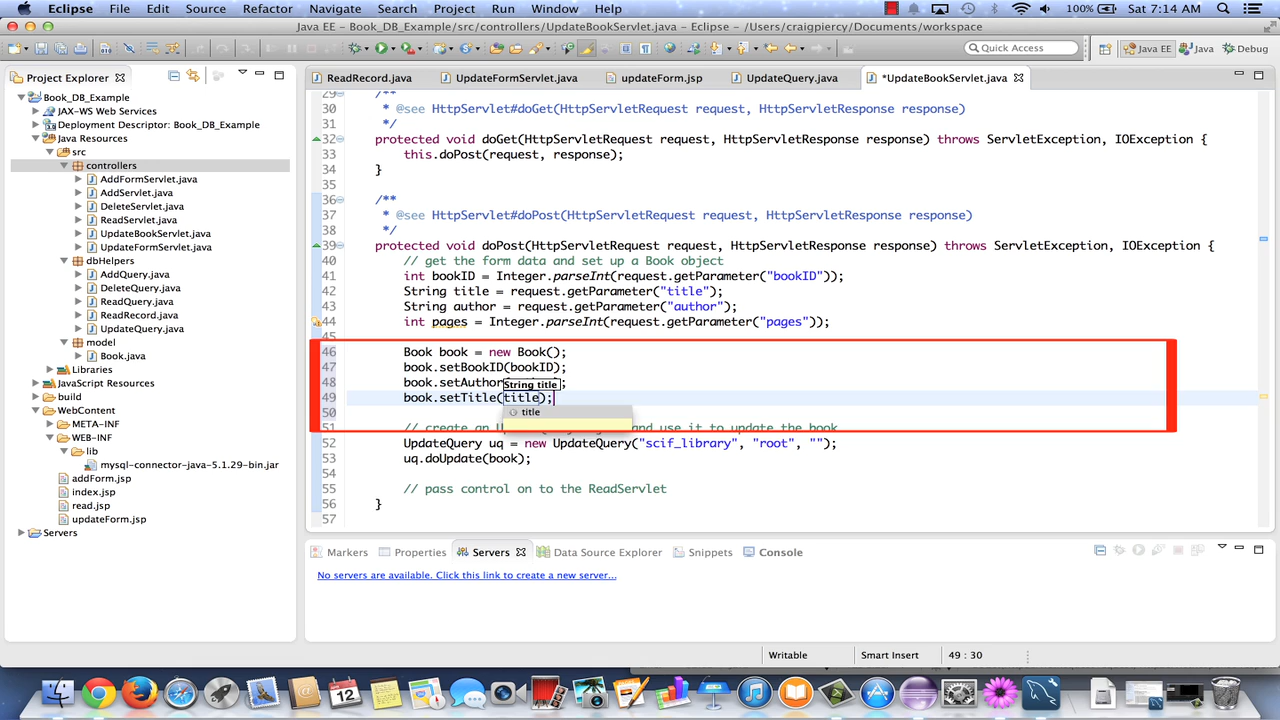 Eclipse File Edit Source Refactor Navigate Search Project Run Window Help 100% Sat 7:14 AM
Java EE - Book_DB_Example/src/controllers/UpdateBookServlet.java - Eclipse - /Users/craigpiercy/Documents/workspace
Quick Access Java EE Java Debug
Project Explorer
Book_DB_Example
JAX-WS Web Services
Deployment Descriptor: Book_DB_Example
Java Resources
src
controllers
AddFormServlet.java
AddServlet.java
DeleteServlet.java
ReadServlet.java
UpdateBookServlet.java
UpdateFormServlet.java
dbHelpers
AddQuery.java
DeleteQuery.java
ReadQuery.java
ReadRecord.java
UpdateQuery.java
model
Book.java
Libraries
JavaScript Resources
build
WebContent
META-INF
WEB-INF
lib
mysql-connector-java-5.1.29-bin.jar
addForm.jsp
index.jsp
read.jsp
updateForm.jsp
Servers
ReadRecord.java UpdateFormServlet.java updateForm.jsp UpdateQuery.java *UpdateBookServlet.java
29 /**
30 * @see HttpServlet#doGet(HttpServletRequest request, HttpServletResponse response)
31 */
32 protected void doGet(HttpServletRequest request, HttpServletResponse response) throws ServletException, IOException {
33 this.doPost(request, response);
34 }
35
36 /**
37 * @see HttpServlet#doPost(HttpServletRequest request, HttpServletResponse response)
38 */
39 protected void doPost(HttpServletRequest request, HttpServletResponse response) throws ServletException, IOException {
40 // get the form data and set up a Book object
41 int bookID = Integer.parseInt(request.getParameter("bookID"));
42 String title = request.getParameter("title");
43 String author = request.getParameter("author");
44 int pages = Integer.parseInt(request.getParameter("pages"));
45
46 Book book = new Book();
47 book.setBookID(bookID);
48 book.setAuthor
String title
49 book.setTitle(title);
title
50
51 // create an and use it to update the book
52 UpdateQuery uq = new UpdateQuery("scif_library", "root", "");
53 uq.doUpdate(book);
54
55 // pass control on to the ReadServlet
56 }
57
Markers Properties Servers Data Source Explorer Snippets Console
No servers are available. Click this link to create a new server...
Writable Smart Insert 49 : 30
12